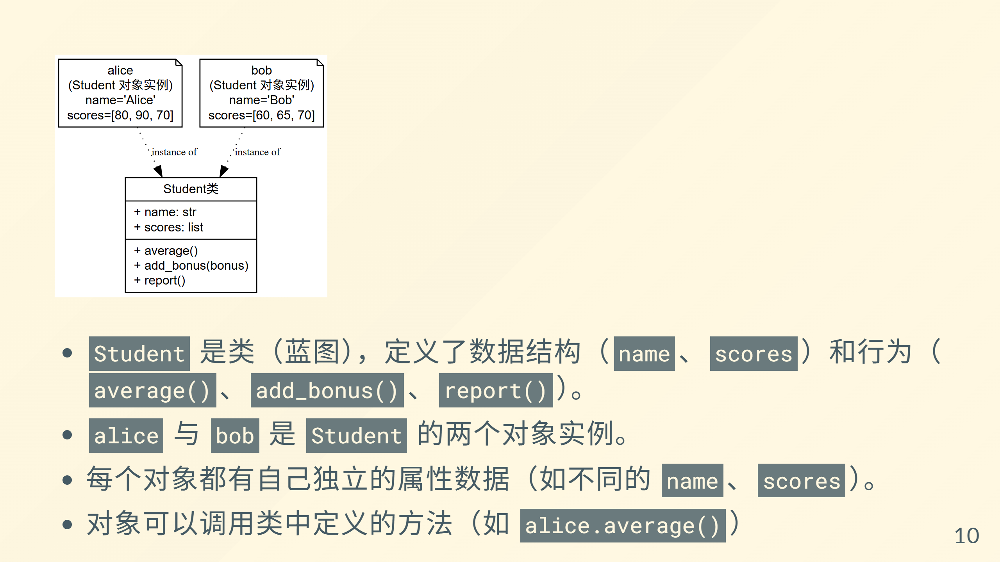 alice
(Student 对象实例)
name='Alice'
scores=[80, 90, 70]
bob
(Student 对象实例)
name='Bob'
scores=[60, 65, 70]
instance of
instance of
Student类
+ name: str
+ scores: list
+ average()
+ add_bonus(bonus)
+ report()
• Student 是类（蓝图），定义了数据结构（name、 scores）和行为（
average()、 add_bonus()、 report()）。
• alice 与 bob 是 Student 的两个对象实例。
• 每个对象都有自己独立的属性数据（如不同的 name、 scores）。
• 对象可以调用类中定义的方法（如 alice.average()）
10